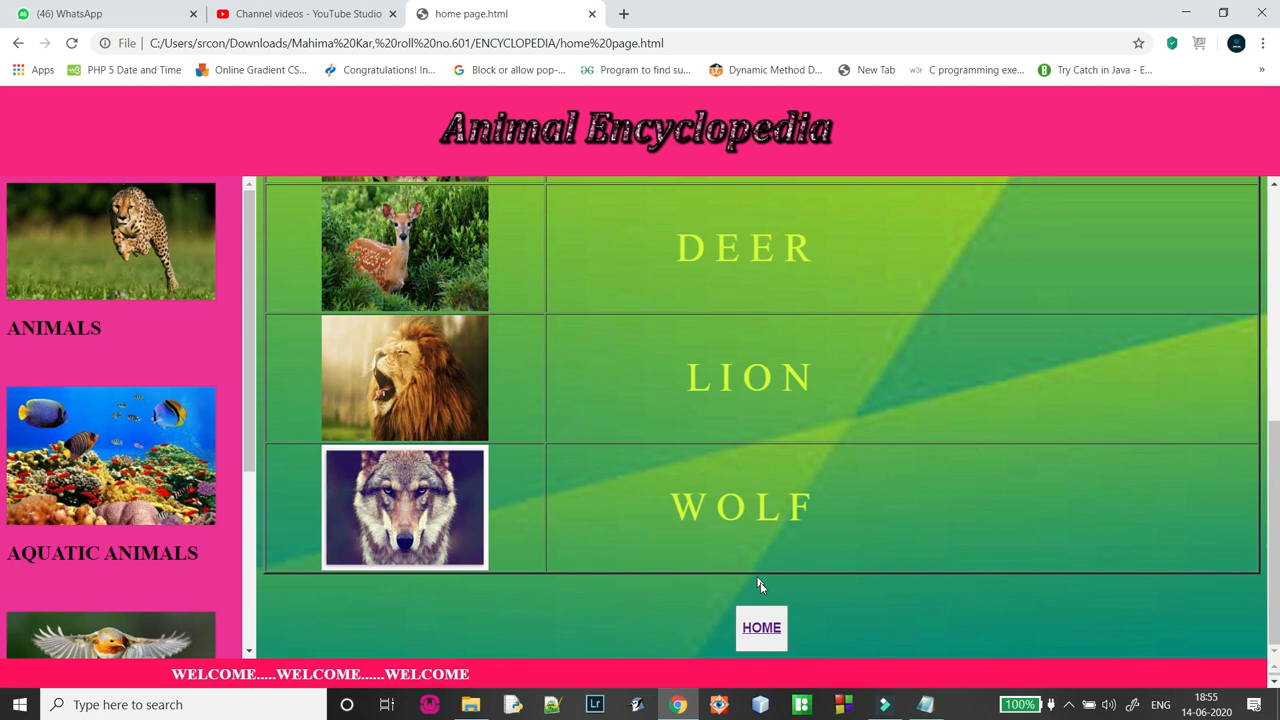 (46) WhatsApp
Channel videos - YouTube Studio
home page.html
File
C:/Users/srcon/Downloads/Mahima%20Kar,%20roll%20no.601/ENCYCLOPEDIA/home%20page.html
Apps
PHP 5 Date and Time
Online Gradient CS...
Congratulations! In...
Block or allow pop-...
Program to find su...
Dynamic Method D...
New Tab
C programming exe...
Try Catch in Java - E...
Animal Encyclopedia
ANIMALS
AQUATIC ANIMALS
D E E R
L I O N
W O L F
HOME
WELCOME.....WELCOME......WELCOME
Type here to search
100%
ENG
18:55
14-06-2020